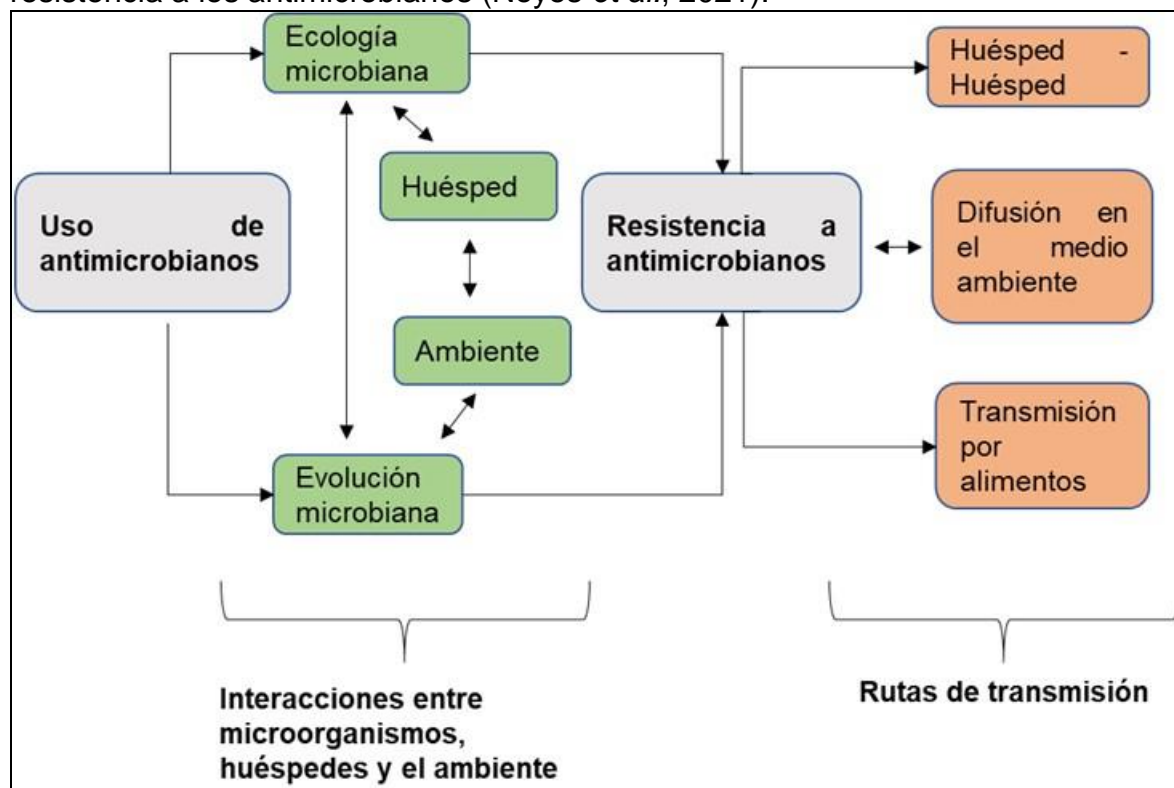 resistencia a los antimicrobianos (Noyes et al., 2021).
Ecología
microbiana
Huésped -
Huésped
Huésped
Uso de
antimicrobianos
Resistencia a
antimicrobianos
Difusión en
el medio
ambiente
Ambiente
Transmisión
por
alimentos
Evolución
microbiana
Interacciones entre
microorganismos,
huéspedes y el ambiente
Rutas de transmisión